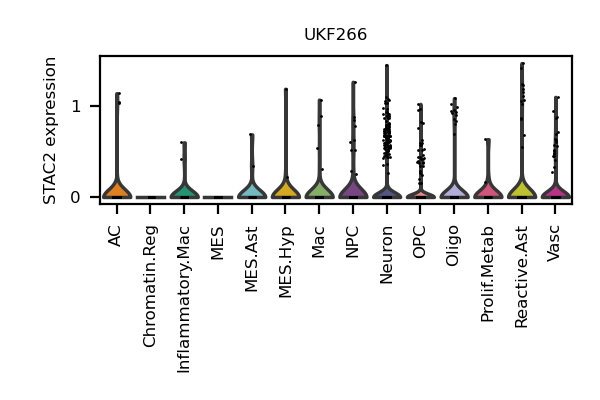 UKF266
STAC2 expression
1
0
AC
Chromatin.Reg
Inflammatory.Mac
MES
MES.Ast
MES.Hyp
Mac
NPC
Neuron
OPC
Oligo
Prolif.Metab
Reactive.Ast
Vasc